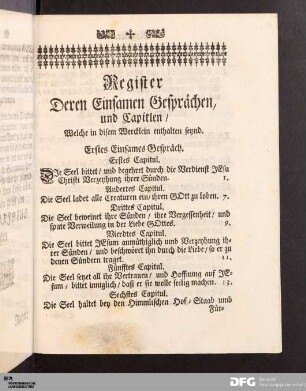 Register
Deren Einsamen Gesprächen,
und Capitlen /
Welche in disem Wercklein enthalten seynd.
Erstes Einsames Gespräch.
Erstes Capitul.
Die Seel bittet / und begehret durch die Verdienst JEsu
Christi Verzeyhung ihrer Sünden. 1.
Andertes Capitul.
Die Seel ladet alle Creaturen ein / ihren GOtt zu loben. 7.
Drittes Capitul.
Die Seel beweinet ihre Sünden / ihre Vergessenheit / und
spate Verweilung in der Liebe GOttes. 9.
Vierdtes Capitul.
Die Seel bittet JEsum anmüthiglich umb Verzeyhung ih-
rer Sünden / und beschwöret ihn durch die Liebe / so er zu
denen Sündern traget. 11.
Fünfftes Capitul.
Die Seel setzet all ihr Vertrauen / und Hoffnung auf JE-
sum / bittet inniglich / daß er sie wolle seelig machen. 13.
Sechstes Capitul.
Die Seel haltet bey den Himmlischen Hof-Staab umb
Für-
DFG